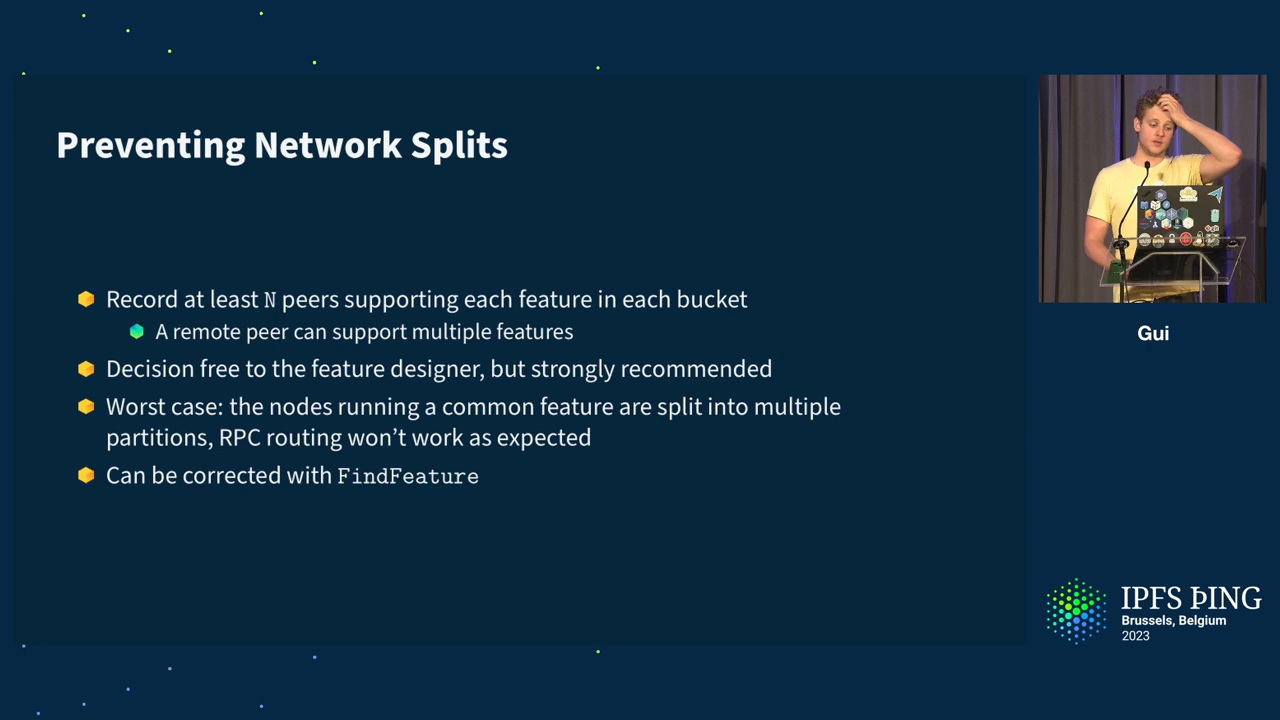 Preventing Network Splits
Record at least N peers supporting each feature in each bucket
A remote peer can support multiple features
Decision free to the feature designer, but strongly recommended
Worst case: the nodes running a common feature are split into multiple
partitions, RPC routing won’t work as expected
Can be corrected with FindFeature
Gui
IPFS ÞING
Brussels, Belgium
2023